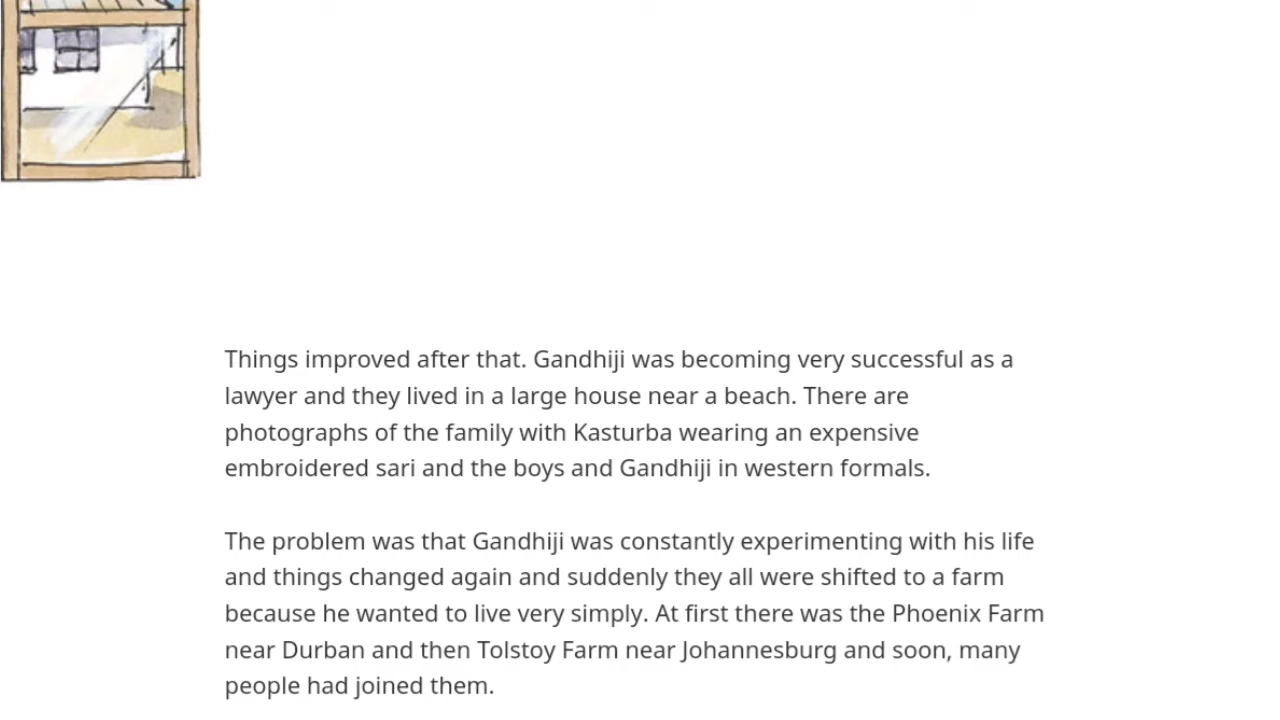 Things improved after that. Gandhiji was becoming very successful as a
lawyer and they lived in a large house near a beach. There are
photographs of the family with Kasturba wearing an expensive
embroidered sari and the boys and Gandhiji in western formals.
The problem was that Gandhiji was constantly experimenting with his life
and things changed again and suddenly they all were shifted to a farm
because he wanted to live very simply. At first there was the Phoenix Farm
near Durban and then Tolstoy Farm near Johannesburg and soon, many
people had joined them.